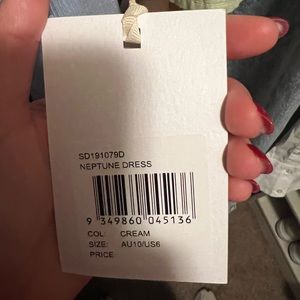 SD191079D
NEPTUNE DRESS
9 349860 045136
COL: CREAM
SIZE: AU10/US6
PRICE: